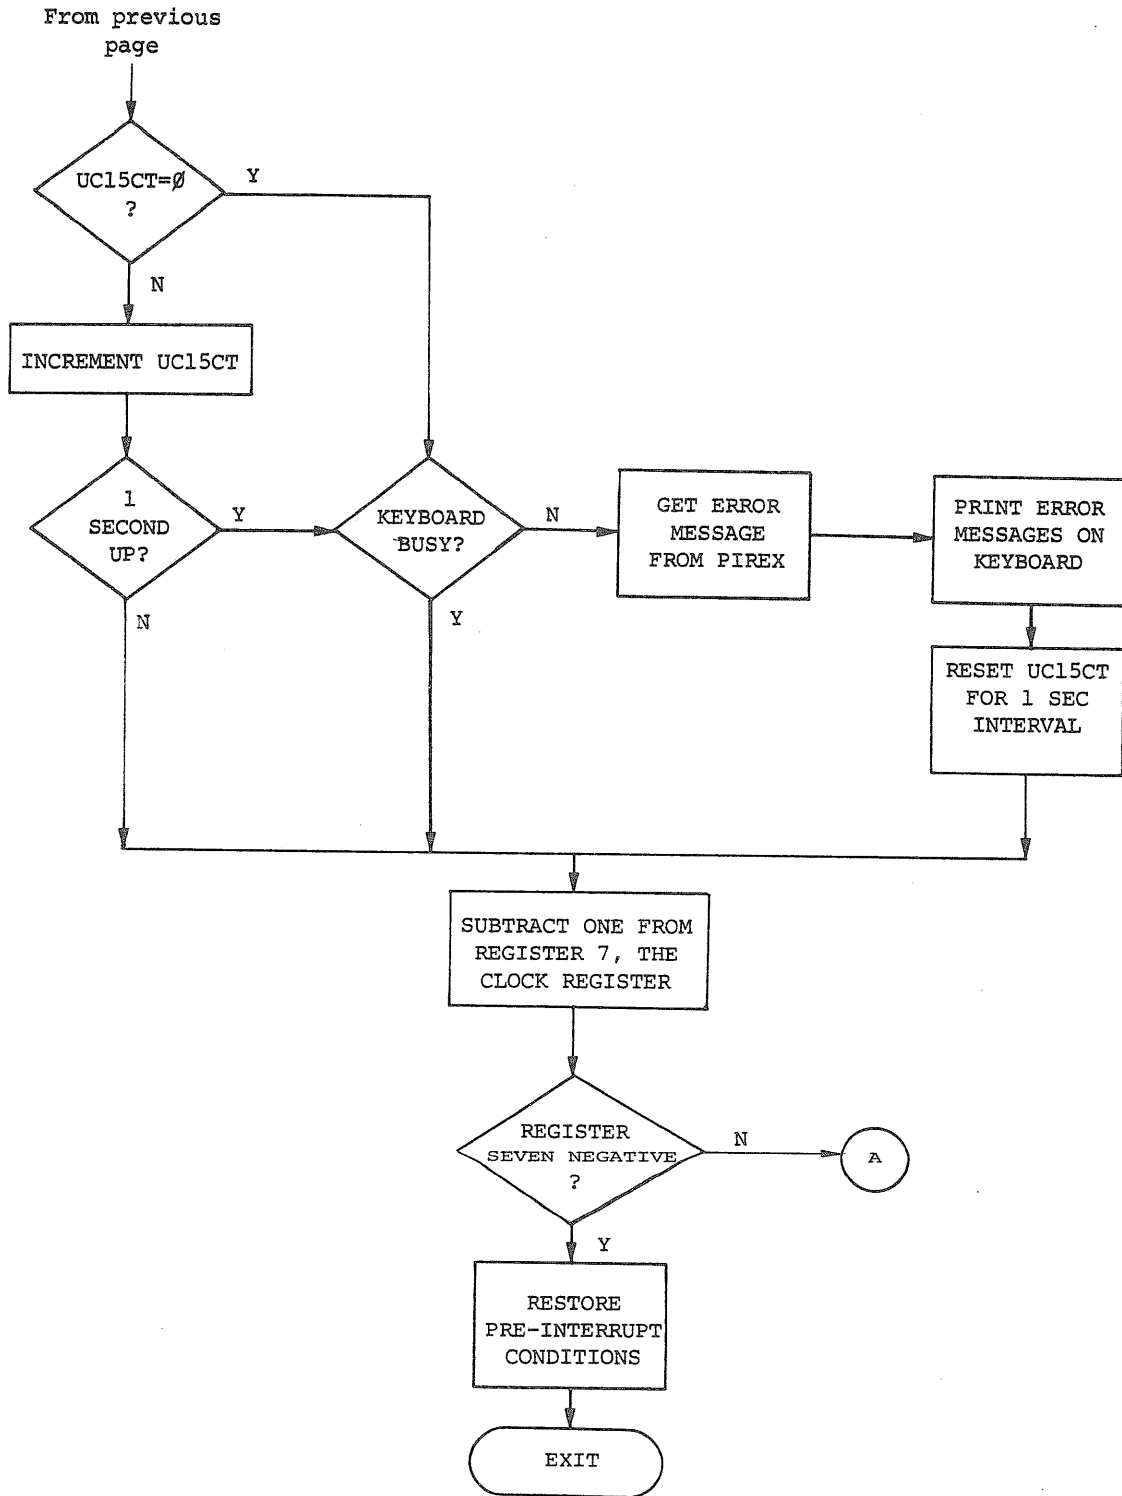 From previous
page
UC15CT=Ø
?
Y
N
INCREMENT UC15CT
1
SECOND
UP?
Y
N
KEYBOARD
BUSY?
N
Y
GET ERROR
MESSAGE
FROM PIREX
PRINT ERROR
MESSAGES ON
KEYBOARD
RESET UC15CT
FOR 1 SEC
INTERVAL
SUBTRACT ONE FROM
REGISTER 7, THE
CLOCK REGISTER
REGISTER
SEVEN NEGATIVE
?
N
A
Y
RESTORE
PRE-INTERRUPT
CONDITIONS
EXIT